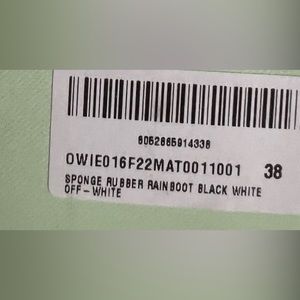 8052865914338
OWIE016F22MAT0011001 38
SPONGE RUBBER RAINBOOT BLACK WHITE
OFF-WHITE